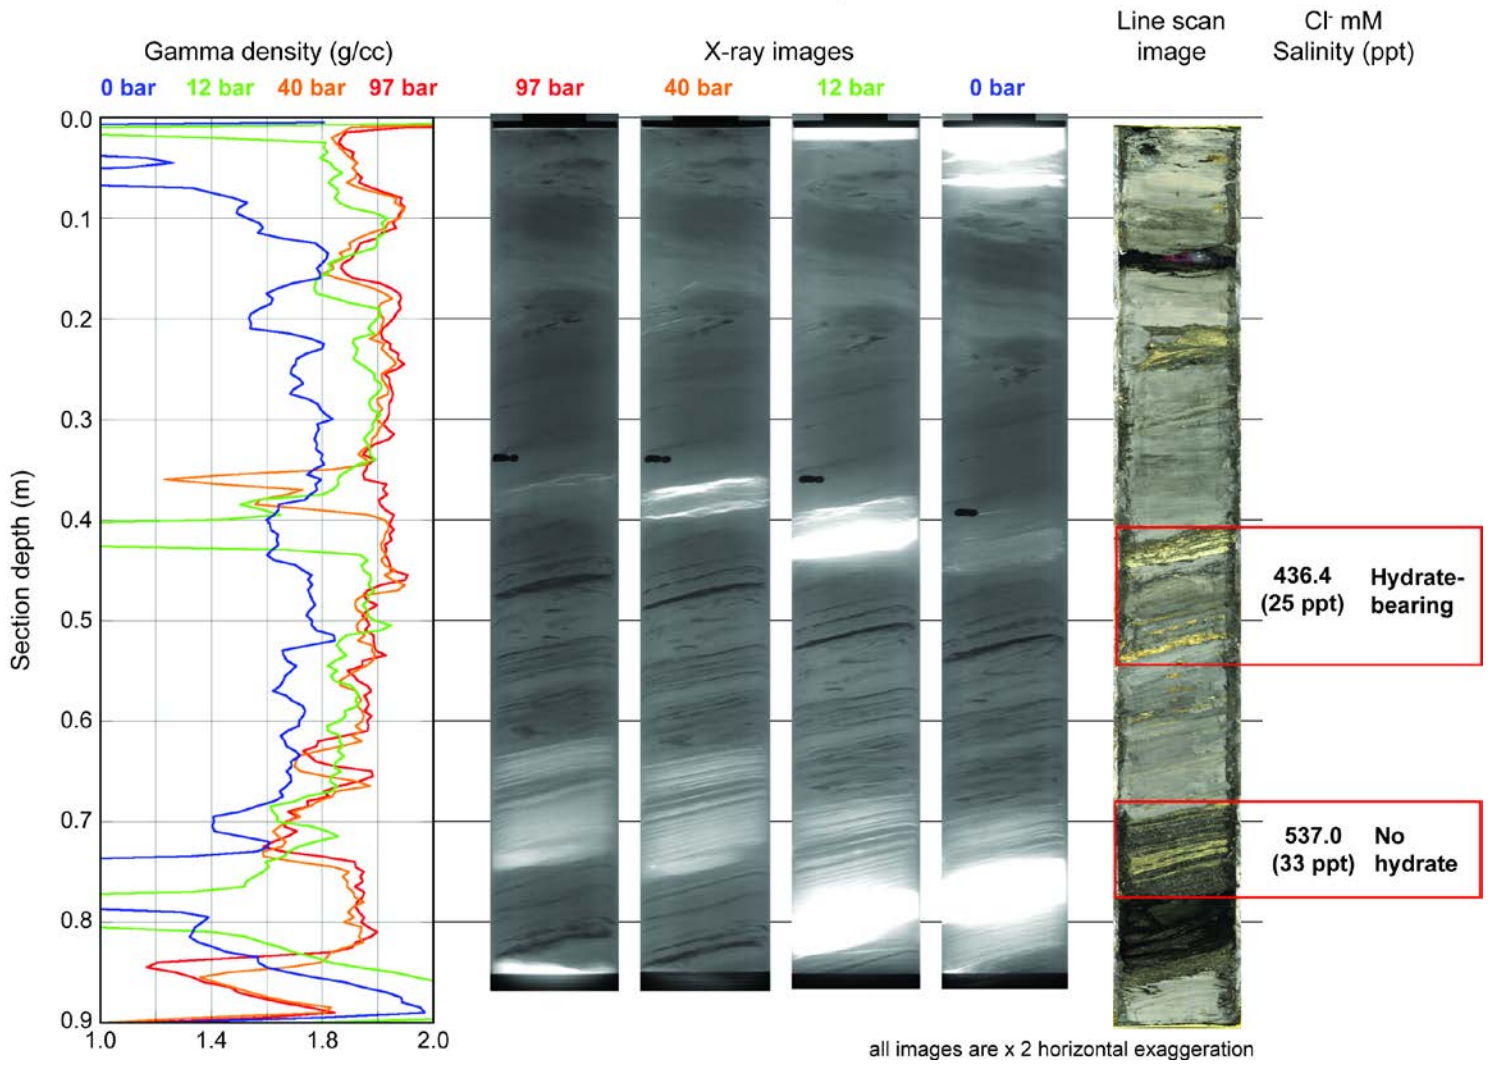 Gamma density (g/cc)
0 bar 12 bar 40 bar 97 bar
X-ray images
97 bar 40 bar 12 bar 0 bar
Line scan
image
Cl- mM
Salinity (ppt)
Section depth (m)
0.0
0.1
0.2
0.3
0.4
0.5
0.6
0.7
0.8
0.9
1.0 1.4 1.8 2.0
436.4
(25 ppt)
Hydrate-
bearing
537.0
(33 ppt)
No
hydrate
all images are x 2 horizontal exaggeration